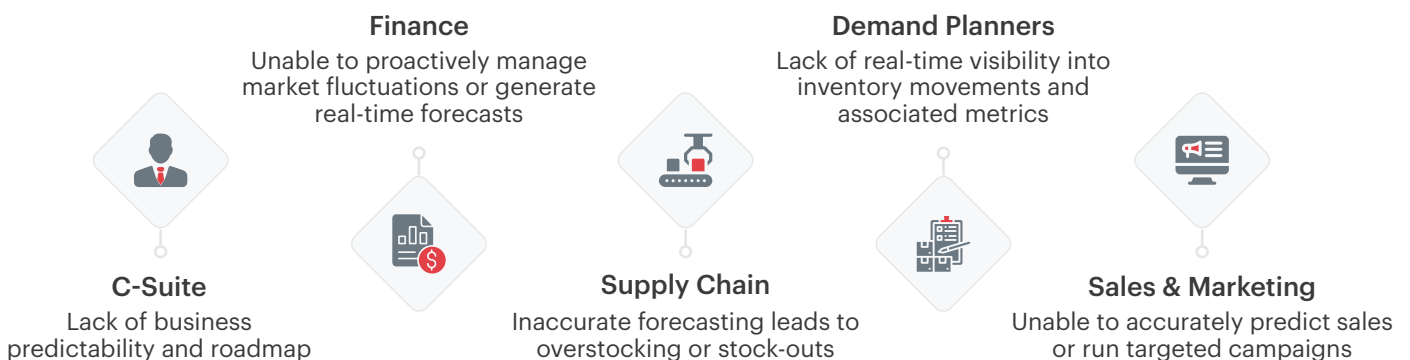 Finance
Unable to proactively manage
market fluctuations or generate
real-time forecasts
Demand Planners
Lack of real-time visibility into
inventory movements and
associated metrics
$
C-Suite
Lack of business
predictability and roadmap
Supply Chain
Inaccurate forecasting leads to
overstocking or stock-outs
Sales & Marketing
Unable to accurately predict sales
or run targeted campaigns